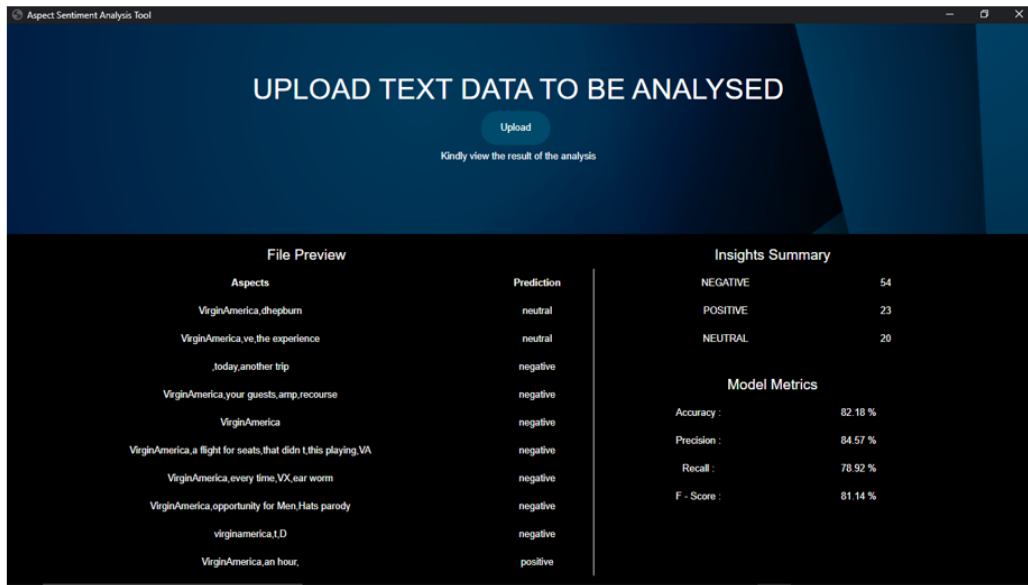 Aspect Sentiment Analysis Tool
UPLOAD TEXT DATA TO BE ANALYSED
Upload
Kindly view the result of the analysis
File Preview
Aspects Prediction
VirginAmerica,dhepburn neutral
VirginAmerica,ve,the experience neutral
,today,another trip negative
VirginAmerica,your guests,amp,recourse negative
VirginAmerica negative
VirginAmerica,a flight for seats,that didn t,this playing,VA negative
VirginAmerica,every time,VX,ear worm negative
VirginAmerica,opportunity for Men,Hats parody negative
virginamerica,t,D negative
VirginAmerica,an hour, positive
Insights Summary
NEGATIVE 54
POSITIVE 23
NEUTRAL 20
Model Metrics
Accuracy : 82.18 %
Precision : 84.57 %
Recall : 78.92 %
F - Score : 81.14 %